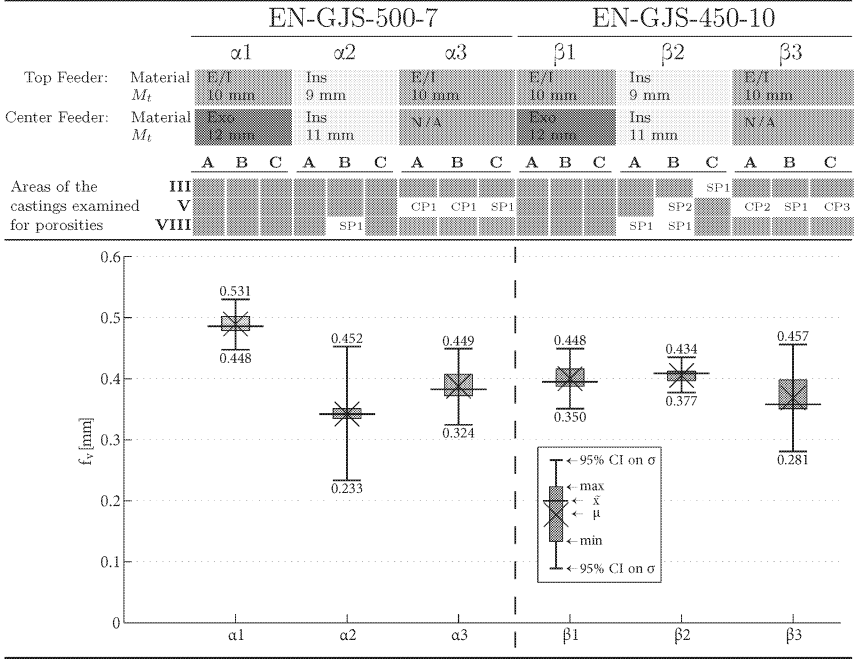 EN-GJS-500-7 EN-GJS-450-10
α1 α2 α3 β1 β2 β3
Top Feeder: Material E/I Ins E/I E/I Ins E/I
Mt 10 mm 9 mm 10 mm 10 mm 9 mm 10 mm
Center Feeder: Material Exo Ins N/A Exo Ins N/A
Mt 12 mm 11 mm 12 mm 11 mm
A B C A B C A B C A B C A B C A B C
Areas of the III SP1
castings examined V CP1 CP1 SP1 SP2 CP2 SP1 CP3
for porosities VIII SP1 SP1 SP1
0.6
0.5
0.4
0.3
0.2
0.1
0
fv [mm]
0.531
0.448
0.452
0.233
0.449
0.324
0.448
0.350
0.434
0.377
0.457
0.281
←95% CI on σ
←max
← x̃
← μ
←min
←95% CI on σ
α1 α2 α3 β1 β2 β3